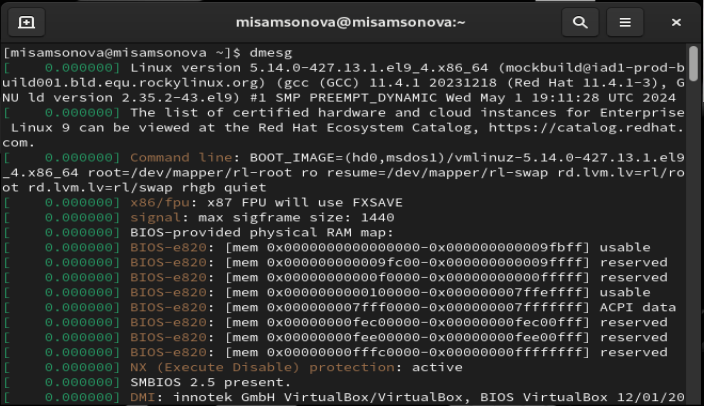 misamsonova@misamsonova:~
[misamsonova@misamsonova ~]$ dmesg
[    0.000000] Linux version 5.14.0-427.13.1.el9_4.x86_64 (mockbuild@iad1-prod-b
uild001.bld.equ.rockylinux.org) (gcc (GCC) 11.4.1 20231218 (Red Hat 11.4.1-3), G
NU ld version 2.35.2-43.el9) #1 SMP PREEMPT_DYNAMIC Wed May 1 19:11:28 UTC 2024
[    0.000000] The list of certified hardware and cloud instances for Enterprise
 Linux 9 can be viewed at the Red Hat Ecosystem Catalog, https://catalog.redhat.
com.
[    0.000000] Command line: BOOT_IMAGE=(hd0,msdos1)/vmlinuz-5.14.0-427.13.1.el9
_4.x86_64 root=/dev/mapper/rl-root ro resume=/dev/mapper/rl-swap rd.lvm.lv=rl/ro
ot rd.lvm.lv=rl/swap rhgb quiet
[    0.000000] x86/fpu: x87 FPU will use FXSAVE
[    0.000000] signal: max sigframe size: 1440
[    0.000000] BIOS-provided physical RAM map:
[    0.000000] BIOS-e820: [mem 0x0000000000000000-0x000000000009fbff] usable
[    0.000000] BIOS-e820: [mem 0x000000000009fc00-0x000000000009ffff] reserved
[    0.000000] BIOS-e820: [mem 0x00000000000f0000-0x00000000000fffff] reserved
[    0.000000] BIOS-e820: [mem 0x0000000000100000-0x000000007ffeffff] usable
[    0.000000] BIOS-e820: [mem 0x000000007fff0000-0x000000007fffffff] ACPI data
[    0.000000] BIOS-e820: [mem 0x00000000fec00000-0x00000000fec00fff] reserved
[    0.000000] BIOS-e820: [mem 0x00000000fee00000-0x00000000fee00fff] reserved
[    0.000000] BIOS-e820: [mem 0x00000000fffc0000-0x00000000ffffffff] reserved
[    0.000000] NX (Execute Disable) protection: active
[    0.000000] SMBIOS 2.5 present.
[    0.000000] DMI: innotek GmbH VirtualBox/VirtualBox, BIOS VirtualBox 12/01/20